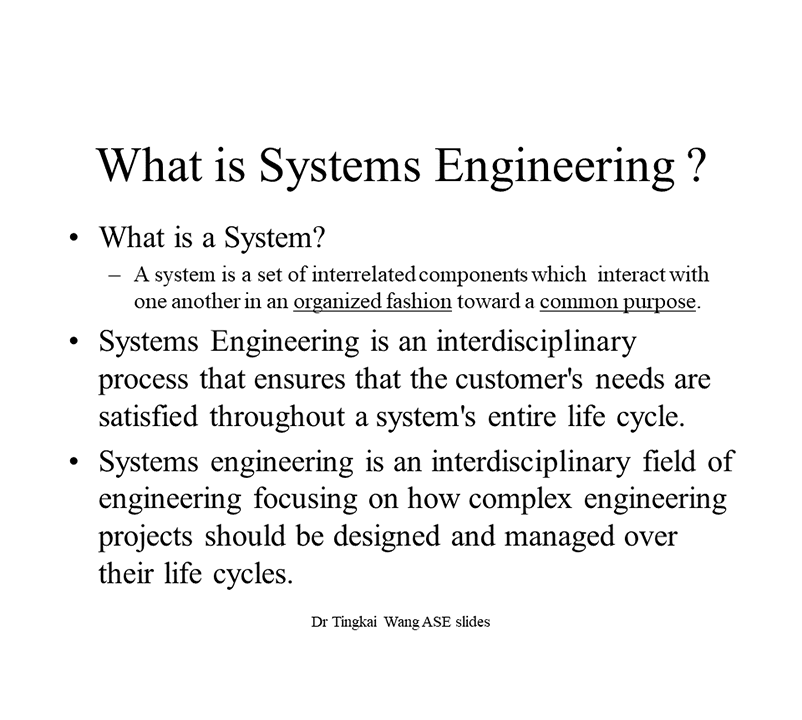 What is Systems Engineering ?
• What is a System?
– A system is a set of interrelated components which interact with
one another in an organized fashion toward a common purpose.
• Systems Engineering is an interdisciplinary
process that ensures that the customer's needs are
satisfied throughout a system's entire life cycle.
• Systems engineering is an interdisciplinary field of
engineering focusing on how complex engineering
projects should be designed and managed over
their life cycles.
Dr Tingkai Wang ASE slides